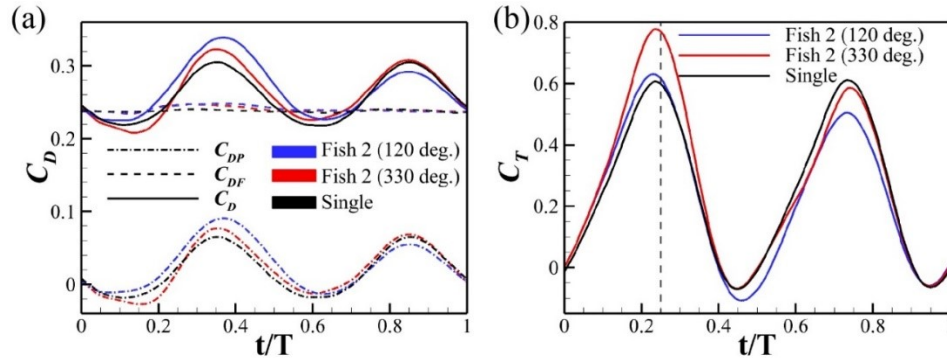 (a)
C_D
0.3
0.2
0.1
0
C_DP
C_DF
C_D
Fish 2 (120 deg.)
Fish 2 (330 deg.)
Single
0 0.2 0.4 0.6 0.8 1
t/T
(b)
C_T
0.8
0.6
0.4
0.2
0
Fish 2 (120 deg.)
Fish 2 (330 deg.)
Single
0 0.2 0.4 0.6 0.8
t/T